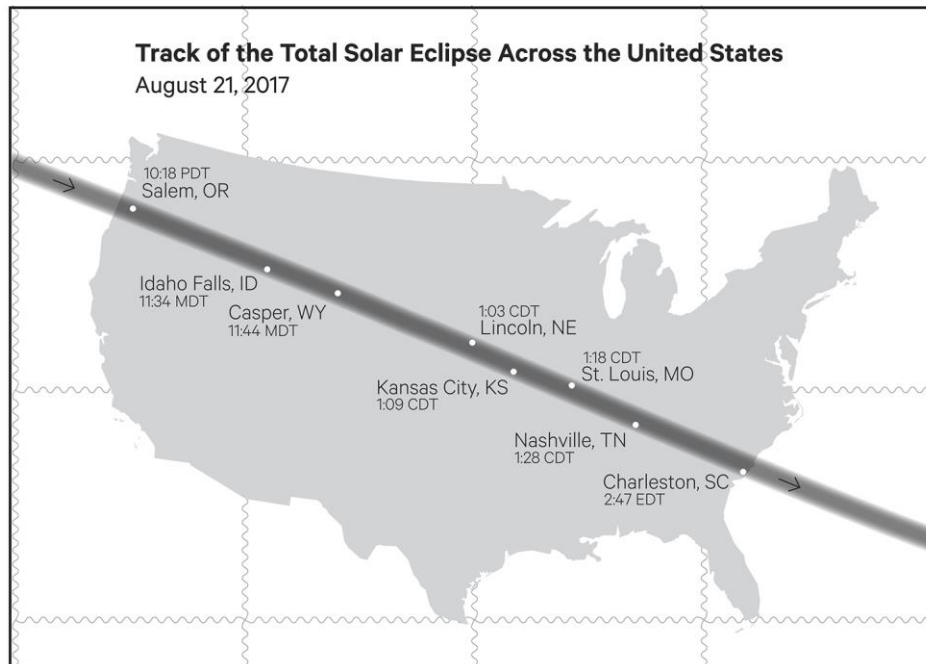 Track of the Total Solar Eclipse Across the United States
August 21, 2017
10:18 PDT
Salem, OR
Idaho Falls, ID
11:34 MDT
Casper, WY
11:44 MDT
1:03 CDT
Lincoln, NE
Kansas City, KS
1:09 CDT
1:18 CDT
St. Louis, MO
Nashville, TN
1:28 CDT
Charleston, SC
2:47 EDT